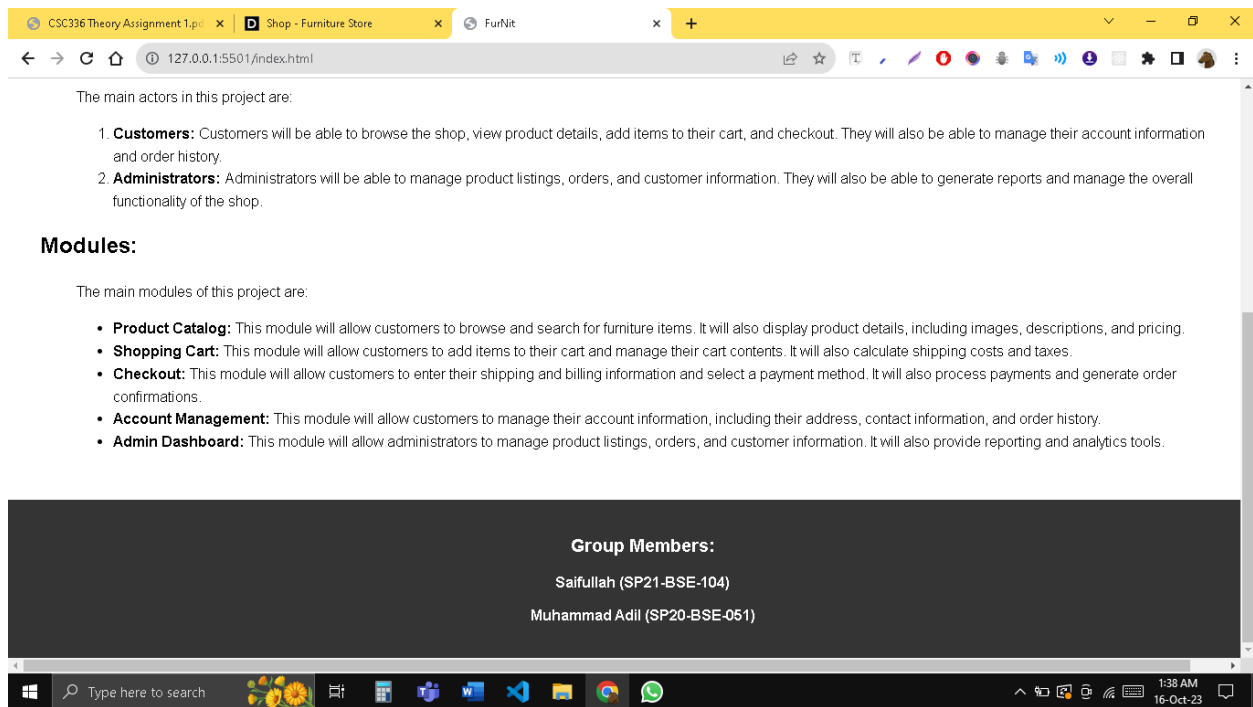 CSC336 Theory Assignment 1.pd
Shop - Furniture Store
FurNit
127.0.0.1:5501/index.html
The main actors in this project are:
1. Customers: Customers will be able to browse the shop, view product details, add items to their cart, and checkout. They will also be able to manage their account information
and order history.
2. Administrators: Administrators will be able to manage product listings, orders, and customer information. They will also be able to generate reports and manage the overall
functionality of the shop.
Modules:
The main modules of this project are:
• Product Catalog: This module will allow customers to browse and search for furniture items. It will also display product details, including images, descriptions, and pricing.
• Shopping Cart: This module will allow customers to add items to their cart and manage their cart contents. It will also calculate shipping costs and taxes.
• Checkout: This module will allow customers to enter their shipping and billing information and select a payment method. It will also process payments and generate order
confirmations.
• Account Management: This module will allow customers to manage their account information, including their address, contact information, and order history.
• Admin Dashboard: This module will allow administrators to manage product listings, orders, and customer information. It will also provide reporting and analytics tools.
Group Members:
Saifullah (SP21-BSE-104)
Muhammad Adil (SP20-BSE-051)
Type here to search
1:38 AM
16-Oct-23